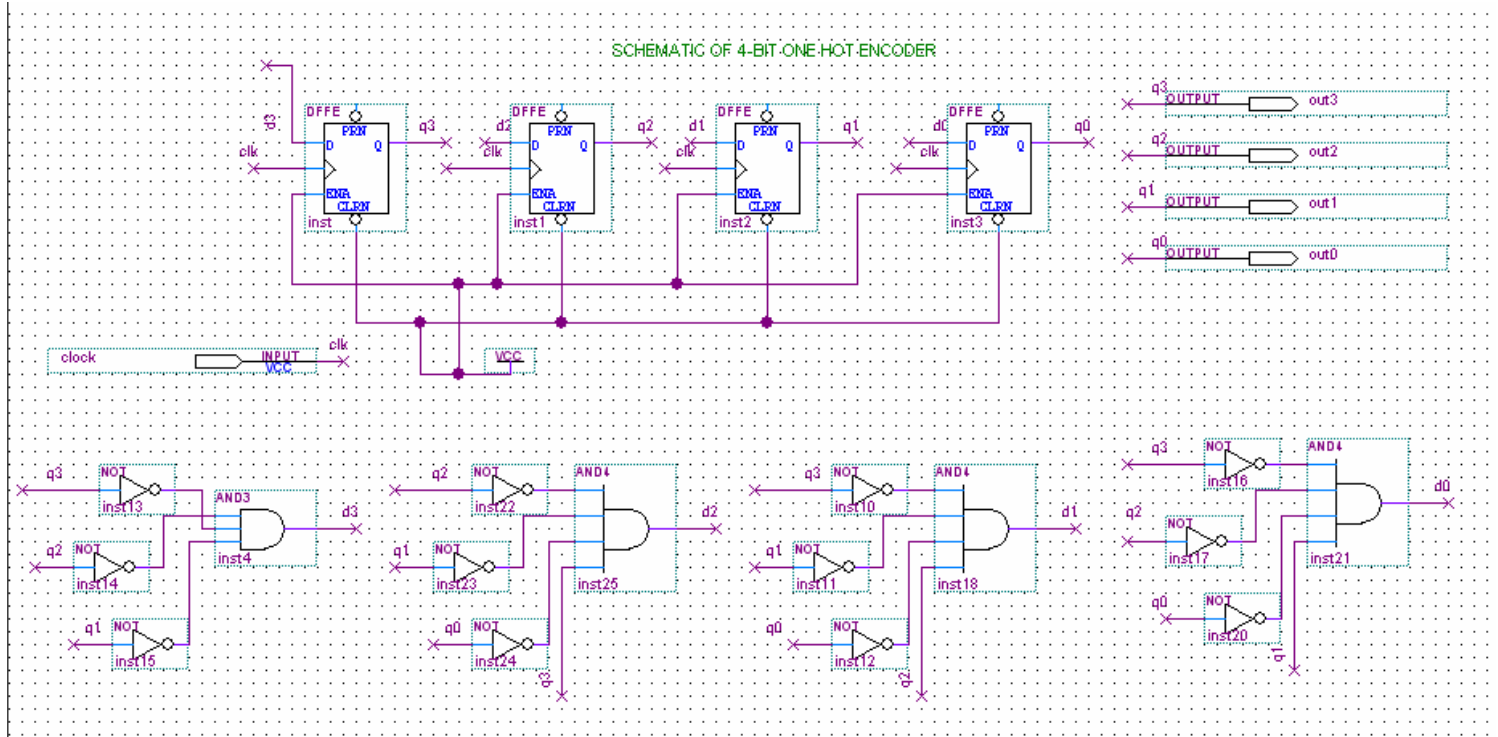 SCHEMATIC OF 4-BIT ONE HOT ENCODER
d3
clk
DFFE
PRN
D
Q
ENA
CLRN
inst
q3
d2
clk
DFFE
PRN
D
Q
ENA
CLRN
inst1
q2
d1
clk
DFFE
PRN
D
Q
ENA
CLRN
inst2
q1
d0
clk
DFFE
PRN
D
Q
ENA
CLRN
inst3
q0
q3
OUTPUT
out3
q2
OUTPUT
out2
q1
OUTPUT
out1
q0
OUTPUT
out0
clock
INPUT
VCC
clk
VCC
q3
NOT
inst13
q2
NOT
inst14
q1
NOT
inst15
AND3
inst4
d3
q2
NOT
inst22
q1
NOT
inst23
q0
NOT
inst24
q3
AND4
inst25
d2
q3
NOT
inst10
q1
NOT
inst11
q0
NOT
inst12
q2
AND4
inst18
d1
q3
NOT
inst16
q2
NOT
inst17
q0
NOT
inst20
q1
AND4
inst21
d0